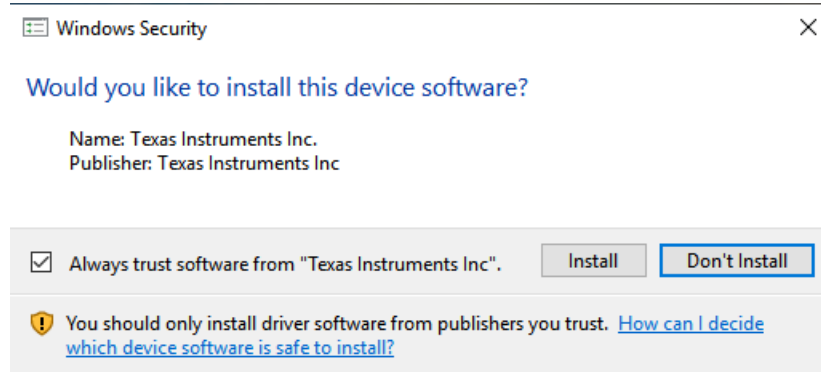 Windows Security
Would you like to install this device software?
Name: Texas Instruments Inc.
Publisher: Texas Instruments Inc
Always trust software from "Texas Instruments Inc".
Install
Don't Install
You should only install driver software from publishers you trust. How can I decide
which device software is safe to install?